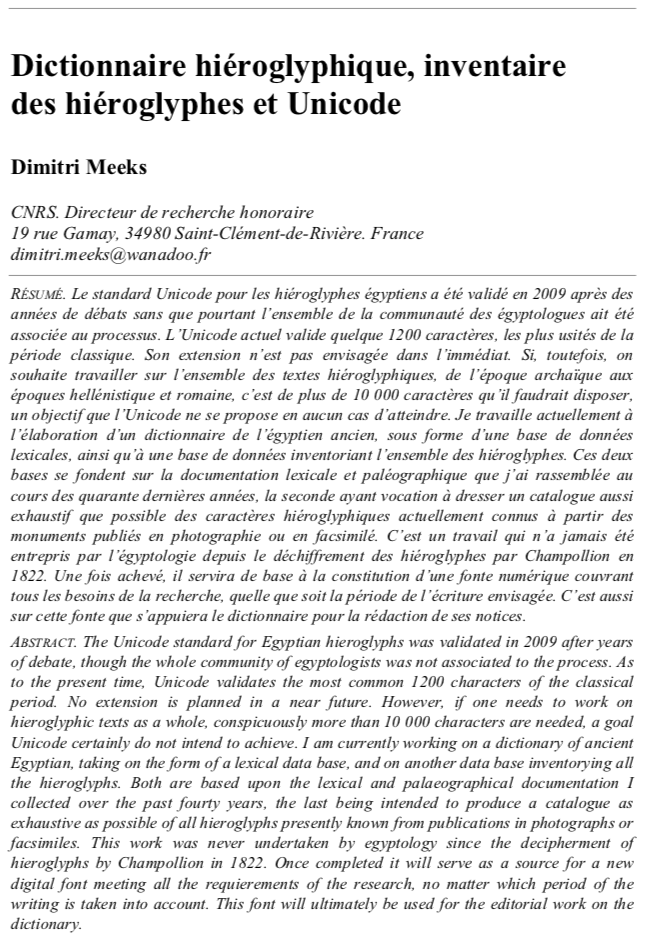 Dictionnaire hiéroglyphique, inventaire
des hiéroglyphes et Unicode
Dimitri Meeks
CNRS. Directeur de recherche honoraire
19 rue Gamay, 34980 Saint-Clément-de-Rivière. France
dimitri.meeks@wanadoo.fr
RÉSUMÉ. Le standard Unicode pour les hiéroglyphes égyptiens a été validé en 2009 après des
années de débats sans que pourtant l'ensemble de la communauté des égyptologues ait été
associée au processus. L'Unicode actuel valide quelque 1200 caractères, les plus usités de la
période classique. Son extension n'est pas envisagée dans l'immédiat. Si, toutefois, on
souhaite travailler sur l'ensemble des textes hiéroglyphiques, de l'époque archaïque aux
époques hellénistique et romaine, c'est de plus de 10 000 caractères qu'il faudrait disposer,
un objectif que l'Unicode ne se propose en aucun cas d'atteindre. Je travaille actuellement à
l'élaboration d'un dictionnaire de l'égyptien ancien, sous forme d'une base de données
lexicales, ainsi qu'à une base de données inventoriant l'ensemble des hiéroglyphes. Ces deux
bases se fondent sur la documentation lexicale et paléographique que j'ai rassemblée au
cours des quarante dernières années, la seconde ayant vocation à dresser un catalogue aussi
exhaustif que possible des caractères hiéroglyphiques actuellement connus à partir des
monuments publiés en photographie ou en facsimilé. C'est un travail qui n'a jamais été
entrepris par l'égyptologie depuis le déchiffrement des hiéroglyphes par Champollion en
1822. Une fois achevé, il servira de base à la constitution d'une fonte numérique couvrant
tous les besoins de la recherche, quelle que soit la période de l'écriture envisagée. C'est aussi
sur cette fonte que s'appuiera le dictionnaire pour la rédaction de ses notices.
ABSTRACT. The Unicode standard for Egyptian hieroglyphs was validated in 2009 after years
of debate, though the whole community of egyptologists was not associated to the process. As
to the present time, Unicode validates the most common 1200 characters of the classical
period. No extension is planned in a near future. However, if one needs to work on
hieroglyphic texts as a whole, conspicuously more than 10 000 characters are needed, a goal
Unicode certainly do not intend to achieve. I am currently working on a dictionary of ancient
Egyptian, taking on the form of a lexical data base, and on another data base inventorying all
the hieroglyphs. Both are based upon the lexical and palaeographical documentation I
collected over the past fourty years, the last being intended to produce a catalogue as
exhaustive as possible of all hieroglyphs presently known from publications in photographs or
facsimiles. This work was never undertaken by egyptology since the decipherment of
hieroglyphs by Champollion in 1822. Once completed it will serve as a source for a new
digital font meeting all the requierements of the research, no matter which period of the
writing is taken into account. This font will ultimately be used for the editorial work on the
dictionary.